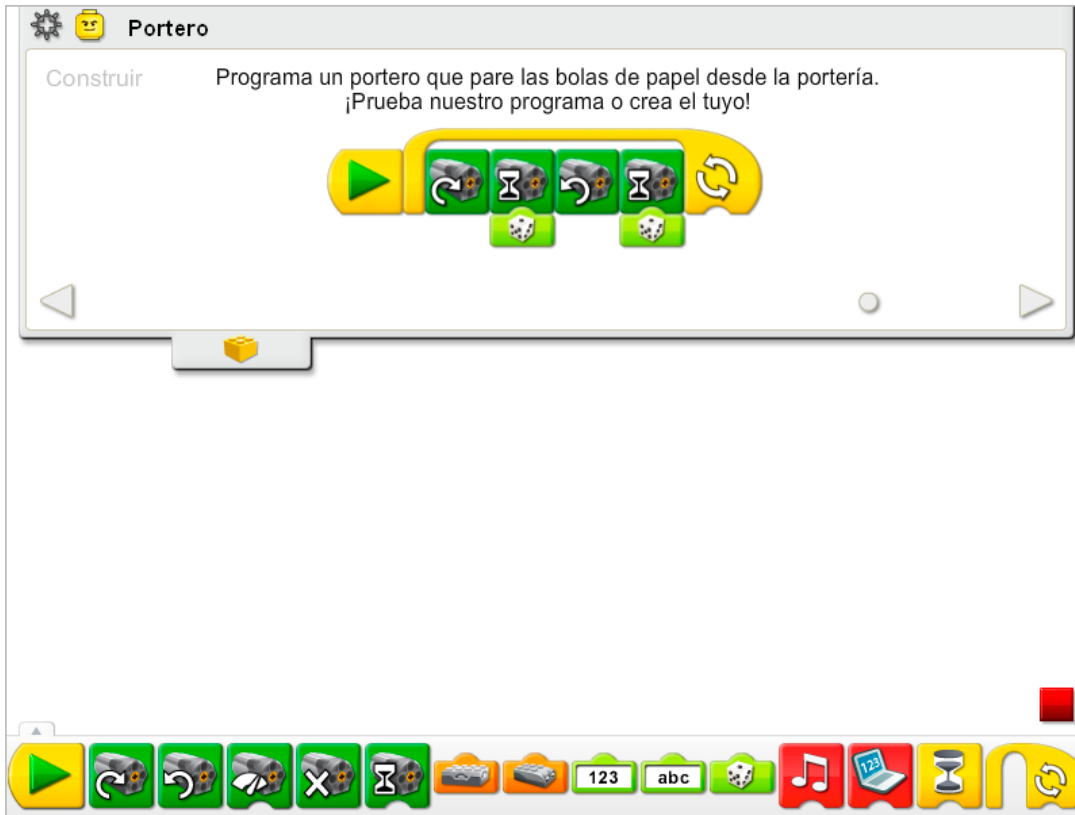 Portero
Construir
Programa un portero que pare las bolas de papel desde la portería.
¡Prueba nuestro programa o crea el tuyo!
123
abc
123